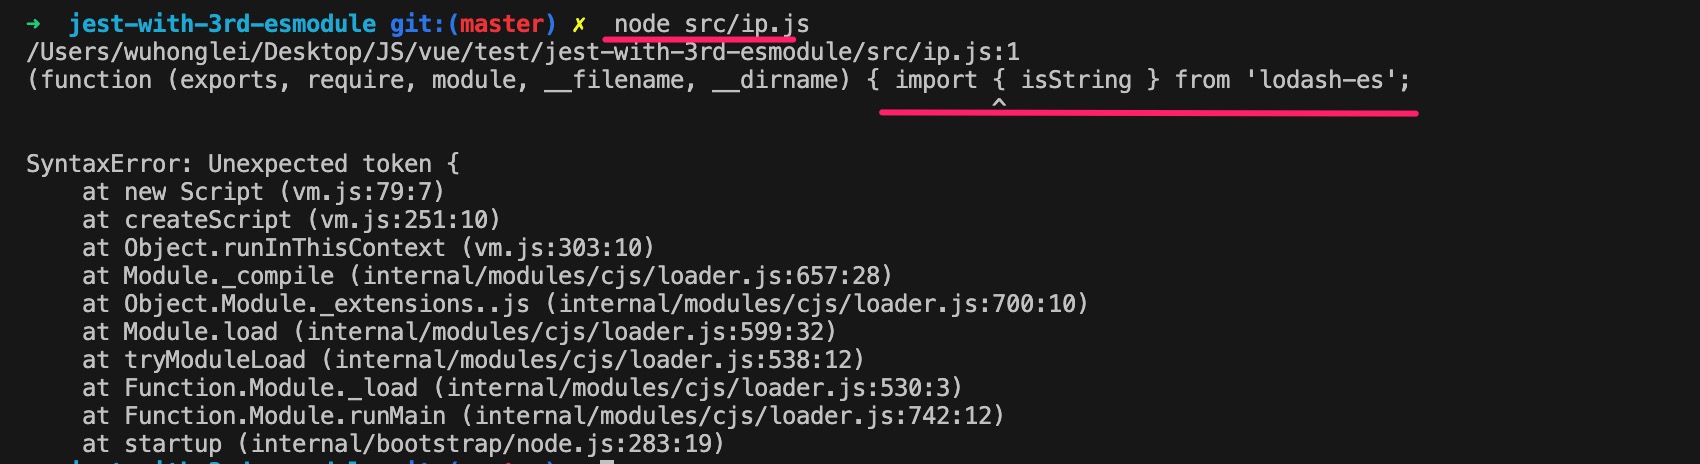 ➜ jest-with-3rd-esmodule git:(master) ✗ node src/ip.js
/Users/wuhonglei/Desktop/JS/vue/test/jest-with-3rd-esmodule/src/ip.js:1
(function (exports, require, module, __filename, __dirname) { import { isString } from 'lodash-es';
^
SyntaxError: Unexpected token {
at new Script (vm.js:79:7)
at createScript (vm.js:251:10)
at Object.runInThisContext (vm.js:303:10)
at Module._compile (internal/modules/cjs/loader.js:657:28)
at Object.Module._extensions..js (internal/modules/cjs/loader.js:700:10)
at Module.load (internal/modules/cjs/loader.js:599:32)
at tryModuleLoad (internal/modules/cjs/loader.js:538:12)
at Function.Module._load (internal/modules/cjs/loader.js:530:3)
at Function.Module.runMain (internal/modules/cjs/loader.js:742:12)
at startup (internal/bootstrap/node.js:283:19)